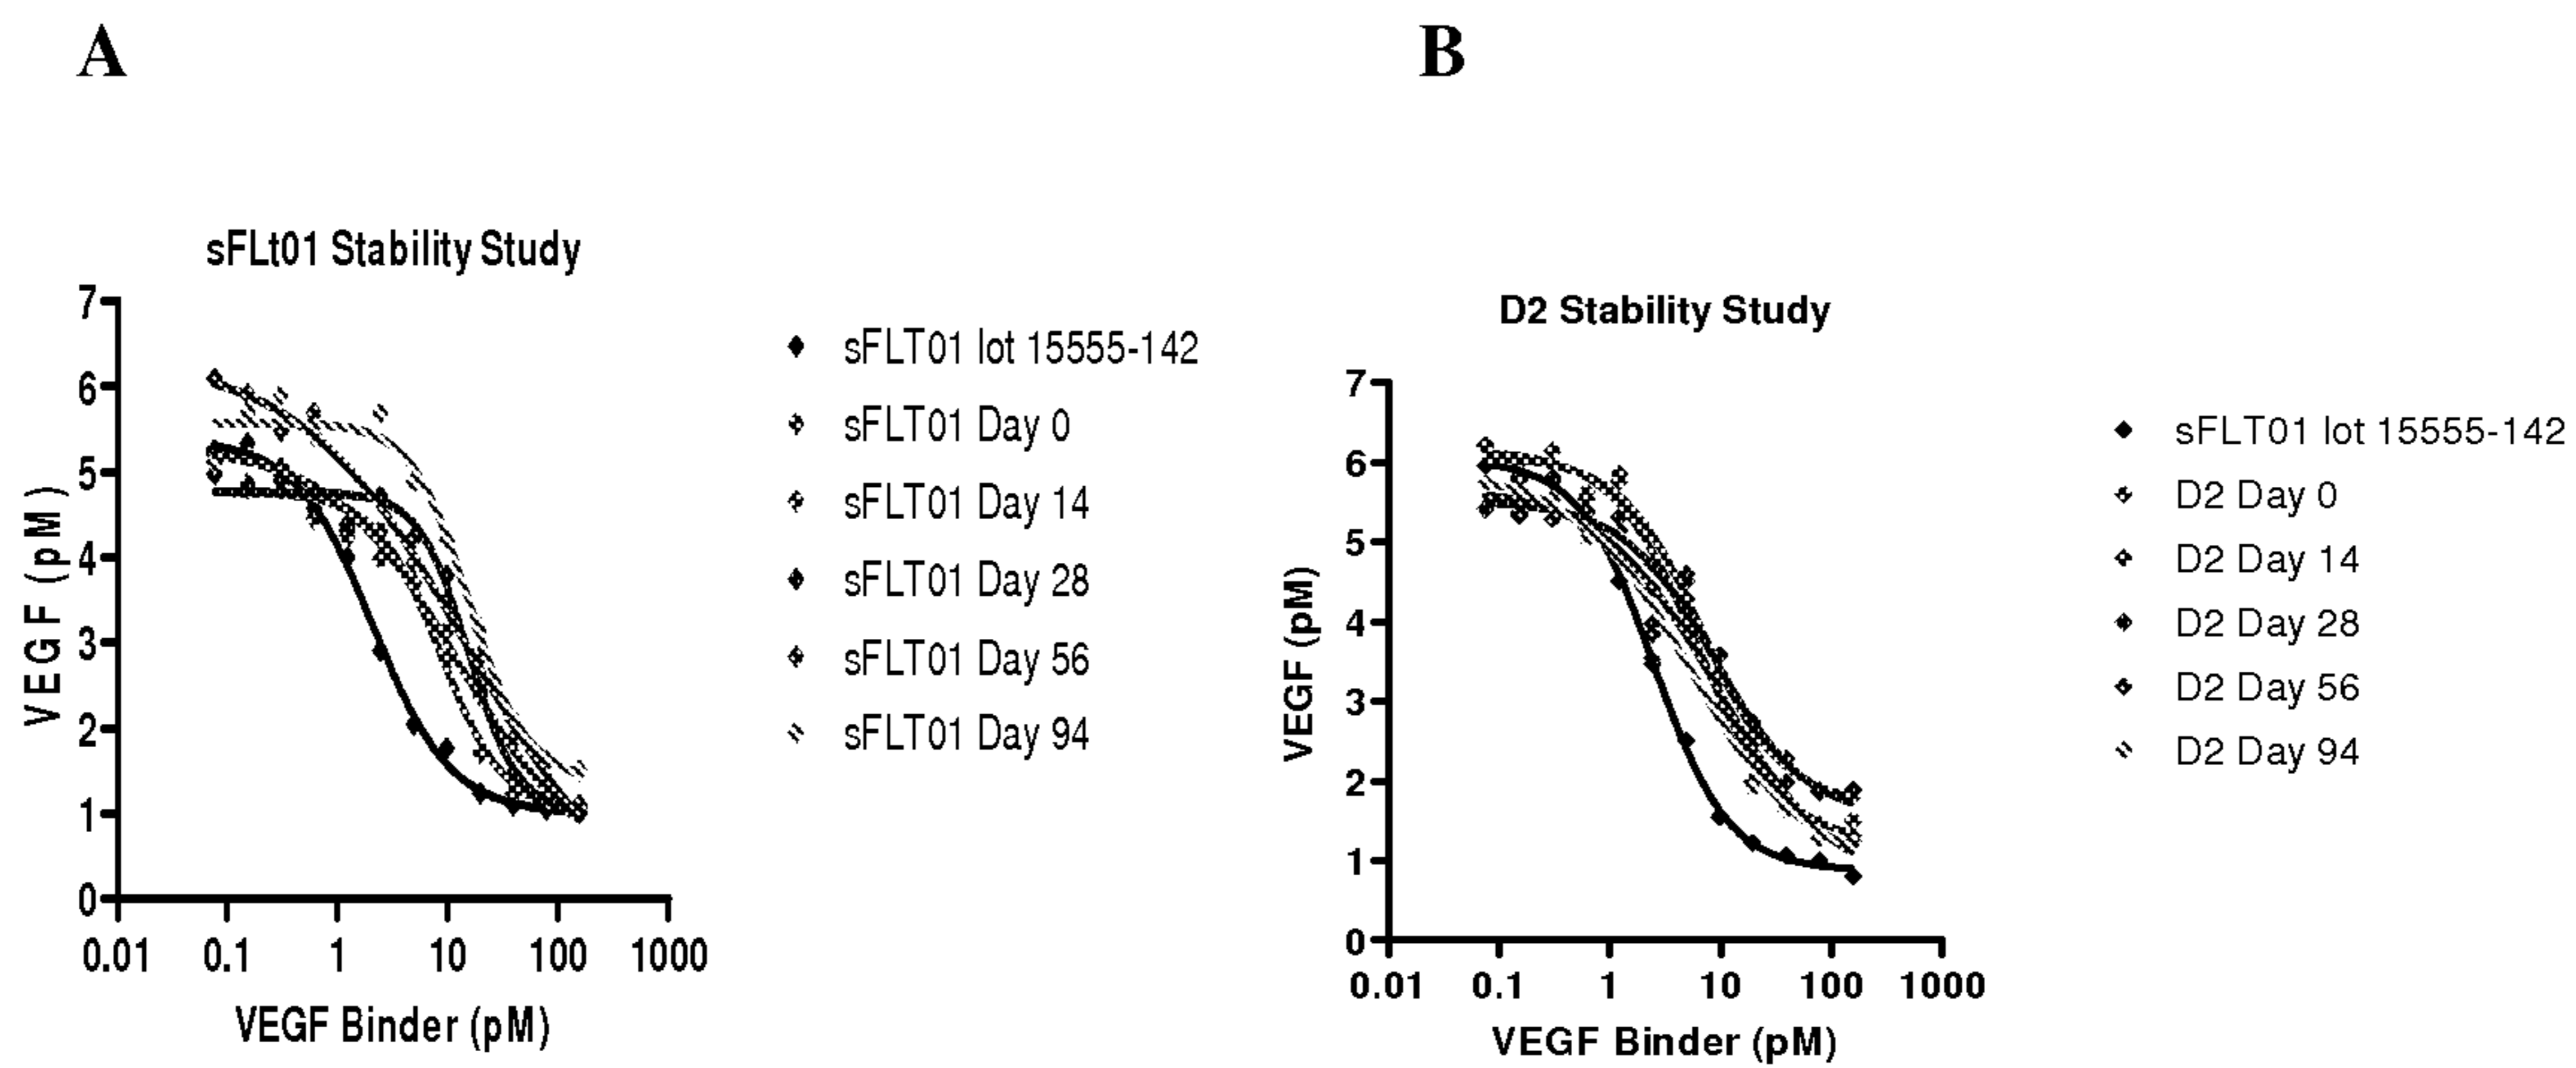 A
B
sFLt01 Stability Study
7
6
5
4
3
2
1
0
0.01 0.1 1 10 100 1000
VEGF (pM)
VEGF Binder (pM)
sFLT01 lot 15555-142
sFLT01 Day 0
sFLT01 Day 14
sFLT01 Day 28
sFLT01 Day 56
sFLT01 Day 94
D2 Stability Study
7
6
5
4
3
2
1
0
0.01 0.1 1 10 100 1000
VEGF (pM)
VEGF Binder (pM)
sFLT01 lot 15555-142
D2 Day 0
D2 Day 14
D2 Day 28
D2 Day 56
D2 Day 94